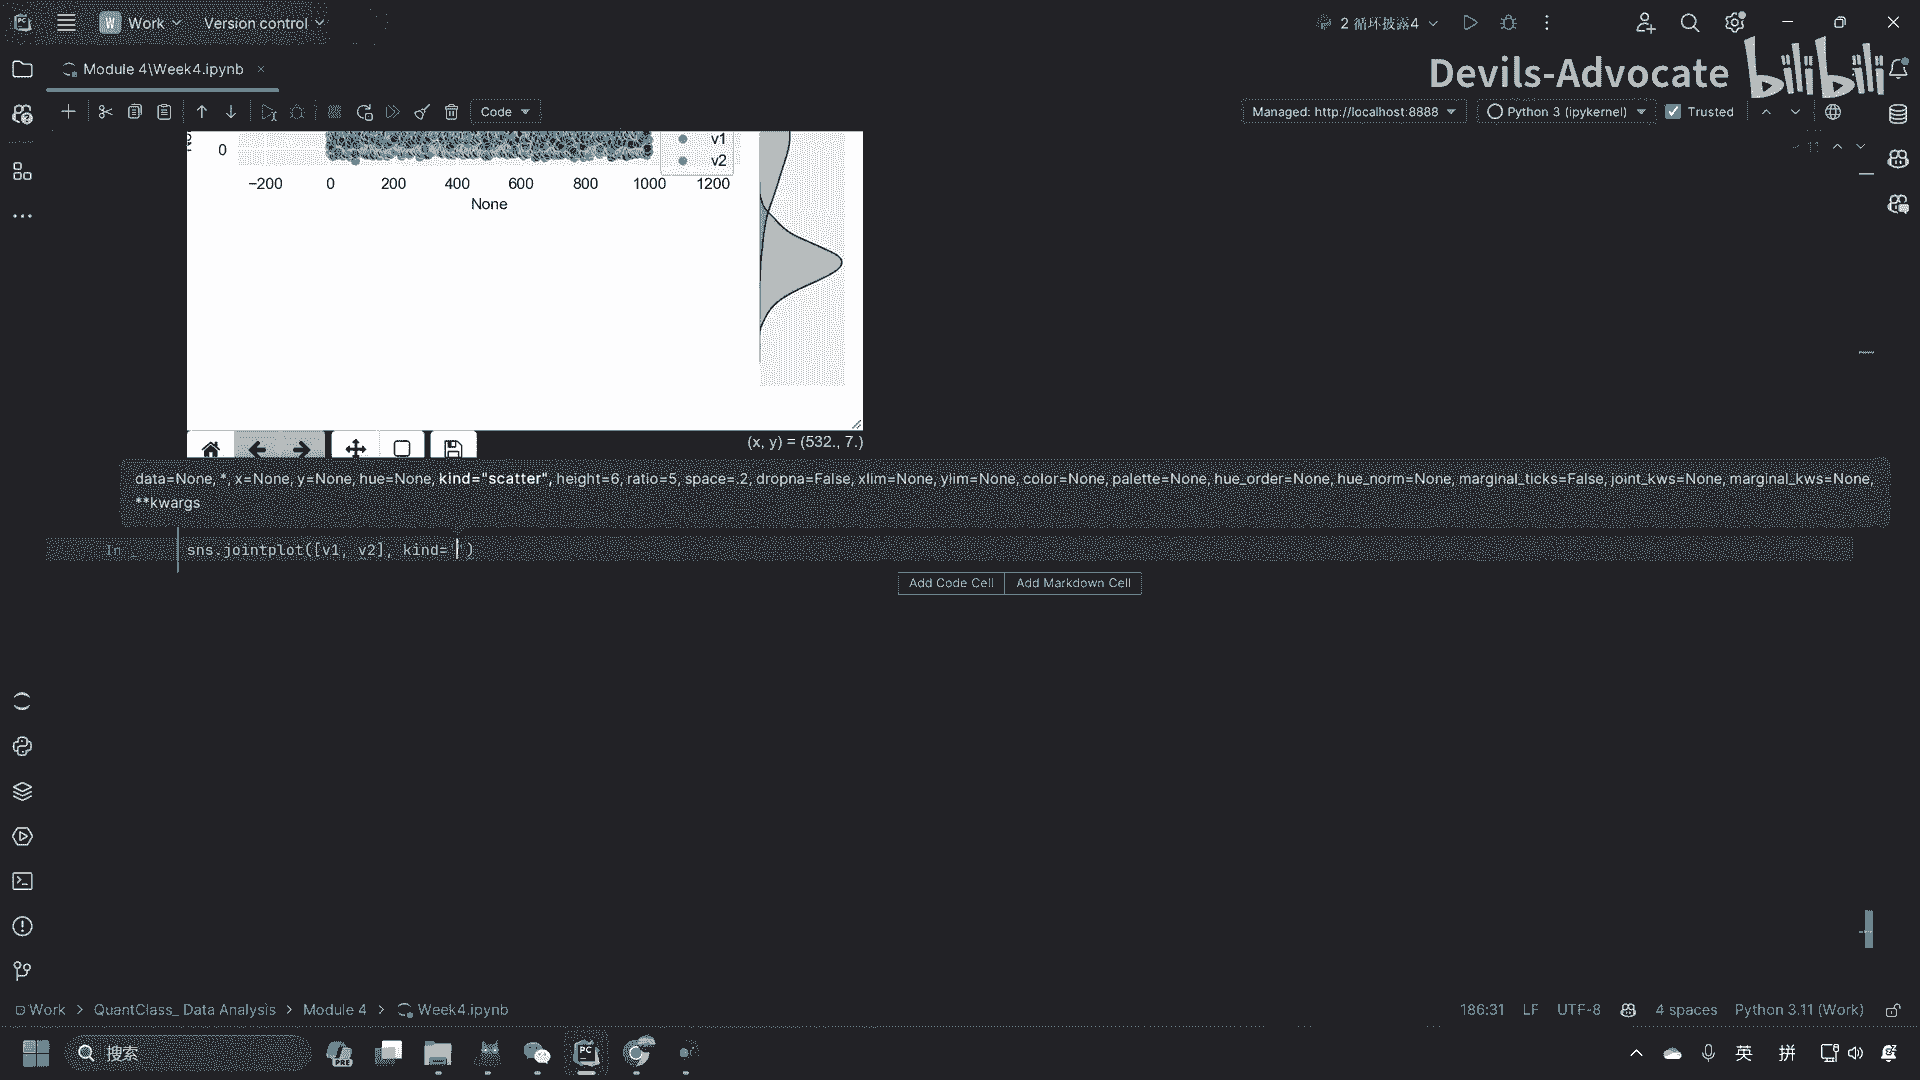 W Work Version control 2 循环披露4
Module 4\Week4.ipynb
Devils-Advocate bilibili
Code Managed: http://localhost:8888 Python 3 (ipykernel) Trusted
v1
0
v2
−200 0 200 400 600 800 1000 1200
None
(x, y) = (532., 7.)
data=None, *, x=None, y=None, hue=None, kind="scatter", height=6, ratio=5, space=.2, dropna=False, xlim=None, ylim=None, color=None, palette=None, hue_order=None, hue_norm=None, marginal_ticks=False, joint_kws=None, marginal_kws=None,
**kwargs
In _ sns.jointplot([v1, v2], kind='')
Add Code Cell Add Markdown Cell
Work > QuantClass_ Data Analysis > Module 4 > Week4.ipynb 186:31 LF UTF-8 4 spaces Python 3.11 (Work)
搜索 PRE PC 英 拼